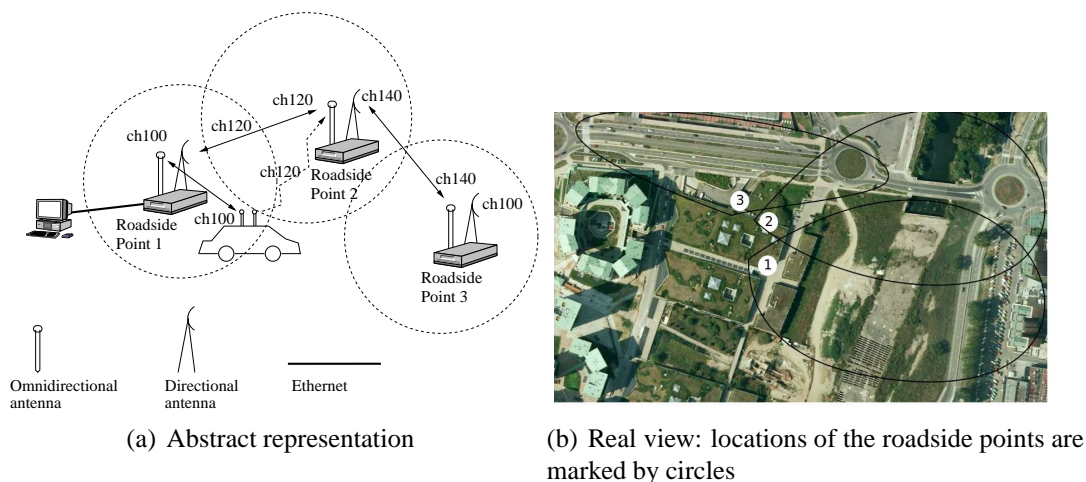 ch120
ch140
ch120
ch100
ch120
Roadside
Point 2
ch140
ch100
ch100
Roadside
Point 1
Roadside
Point 3
Omnidirectional
antenna
Directional
antenna
Ethernet
(a) Abstract representation
3
2
1
(b) Real view: locations of the roadside points are
marked by circles